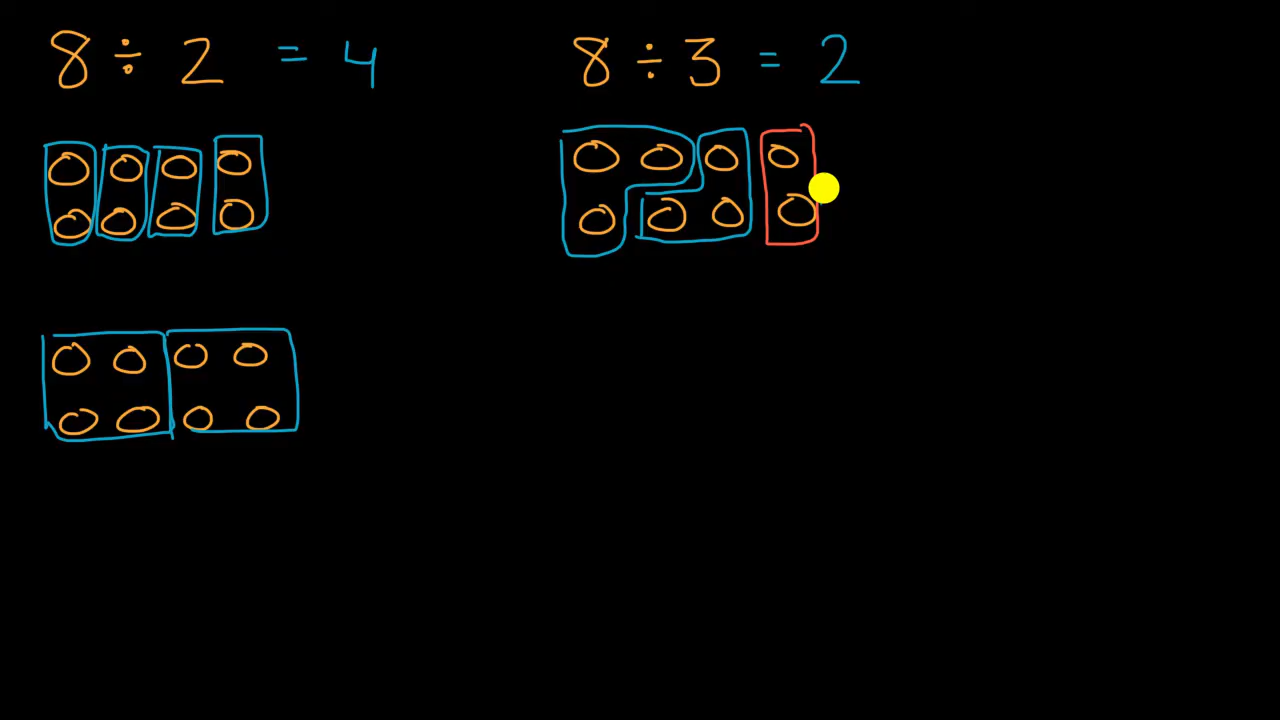 8 ÷ 2 = 4
8 ÷ 3 = 2